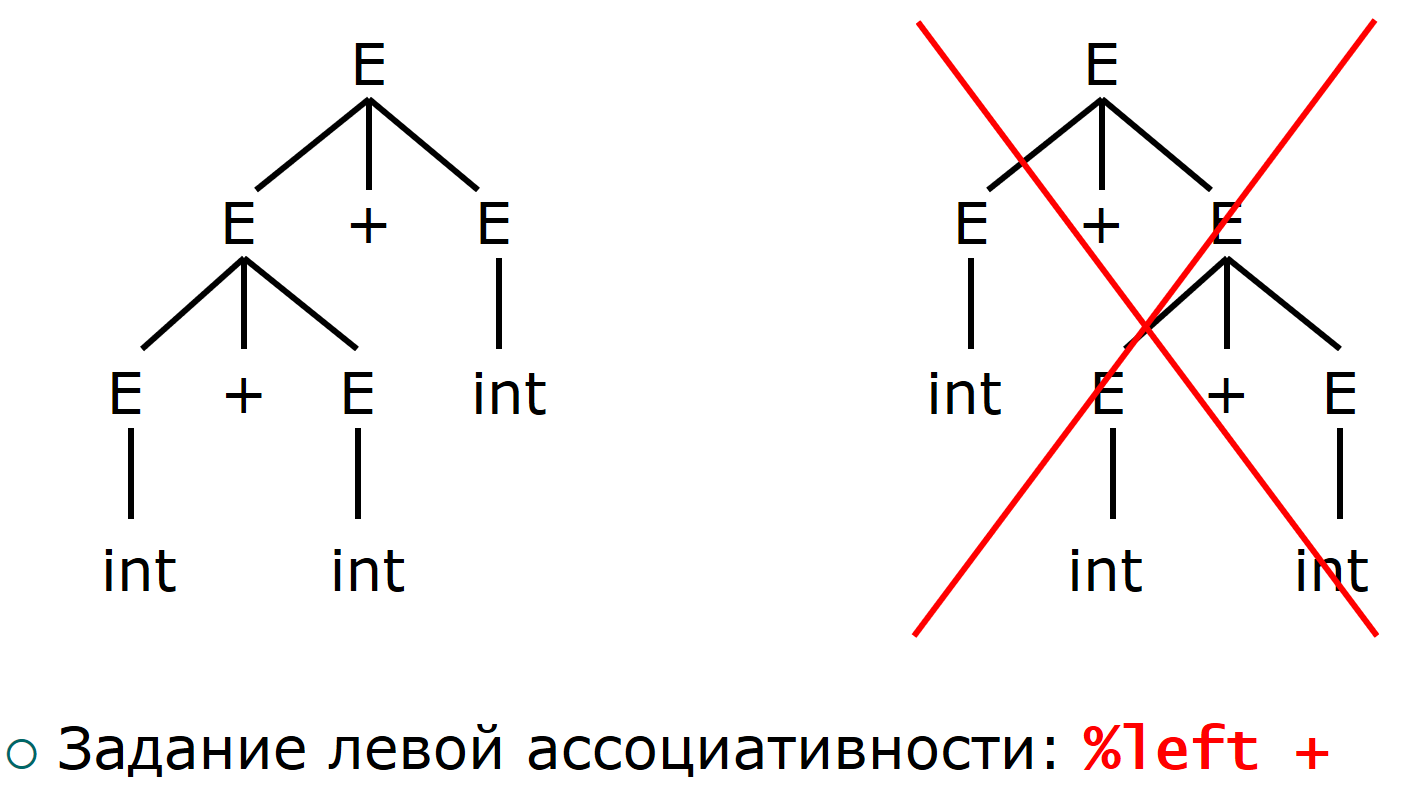 E E
E + E E + E
E + E int int E + E
int int int int
Задание левой ассоциативности: %left +